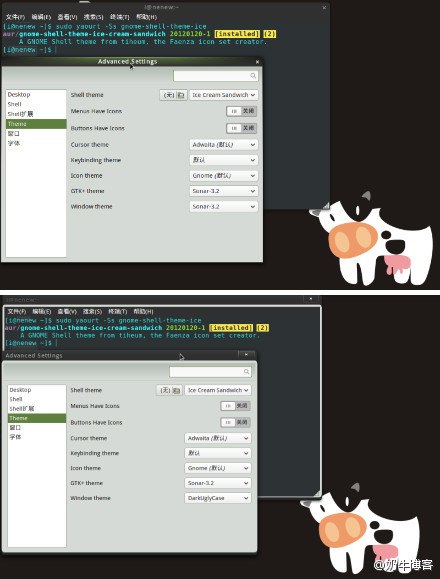 i@nenew:~
文件(F) 编辑(E) 查看(V) 搜索(S) 终端(T) 帮助(H)
[i@nenew ~]$ sudo yaourt -Ss gnome-shell-theme-ice
aur/gnome-shell-theme-ice-cream-sandwich 20120120-1 [installed] (2)
A GNOME Shell theme from tiheum, the Faenza icon set creator.
[i@nenew ~]$
Advanced Settings
Desktop
Shell
Shell扩展
Theme
窗口
字体
Shell theme (无) Ice Cream Sandwich
Menus Have Icons 关闭
Buttons Have Icons 关闭
Cursor theme Adwaita (默认)
Keybinding theme 默认
Icon theme Gnome (默认)
GTK+ theme Sonar-3.2
Window theme Sonar-3.2
文件(F) 编辑(E) 查看(V) 搜索(S) 终端(T) 帮助(H)
[i@nenew ~]$ sudo yaourt -Ss gnome-shell-theme-ice
aur/gnome-shell-theme-ice-cream-sandwich 20120120-1 [installed] (2)
A GNOME Shell theme from tiheum, the Faenza icon set creator.
[i@nenew ~]$
Advanced Settings
Desktop
Shell
Shell扩展
Theme
窗口
字体
Shell theme (无) Ice Cream Sandwich
Menus Have Icons 关闭
Buttons Have Icons 关闭
Cursor theme Adwaita (默认)
Keybinding theme 默认
Icon theme Gnome (默认)
GTK+ theme Sonar-3.2
Window theme DarkUglyCase
@奶牛博客